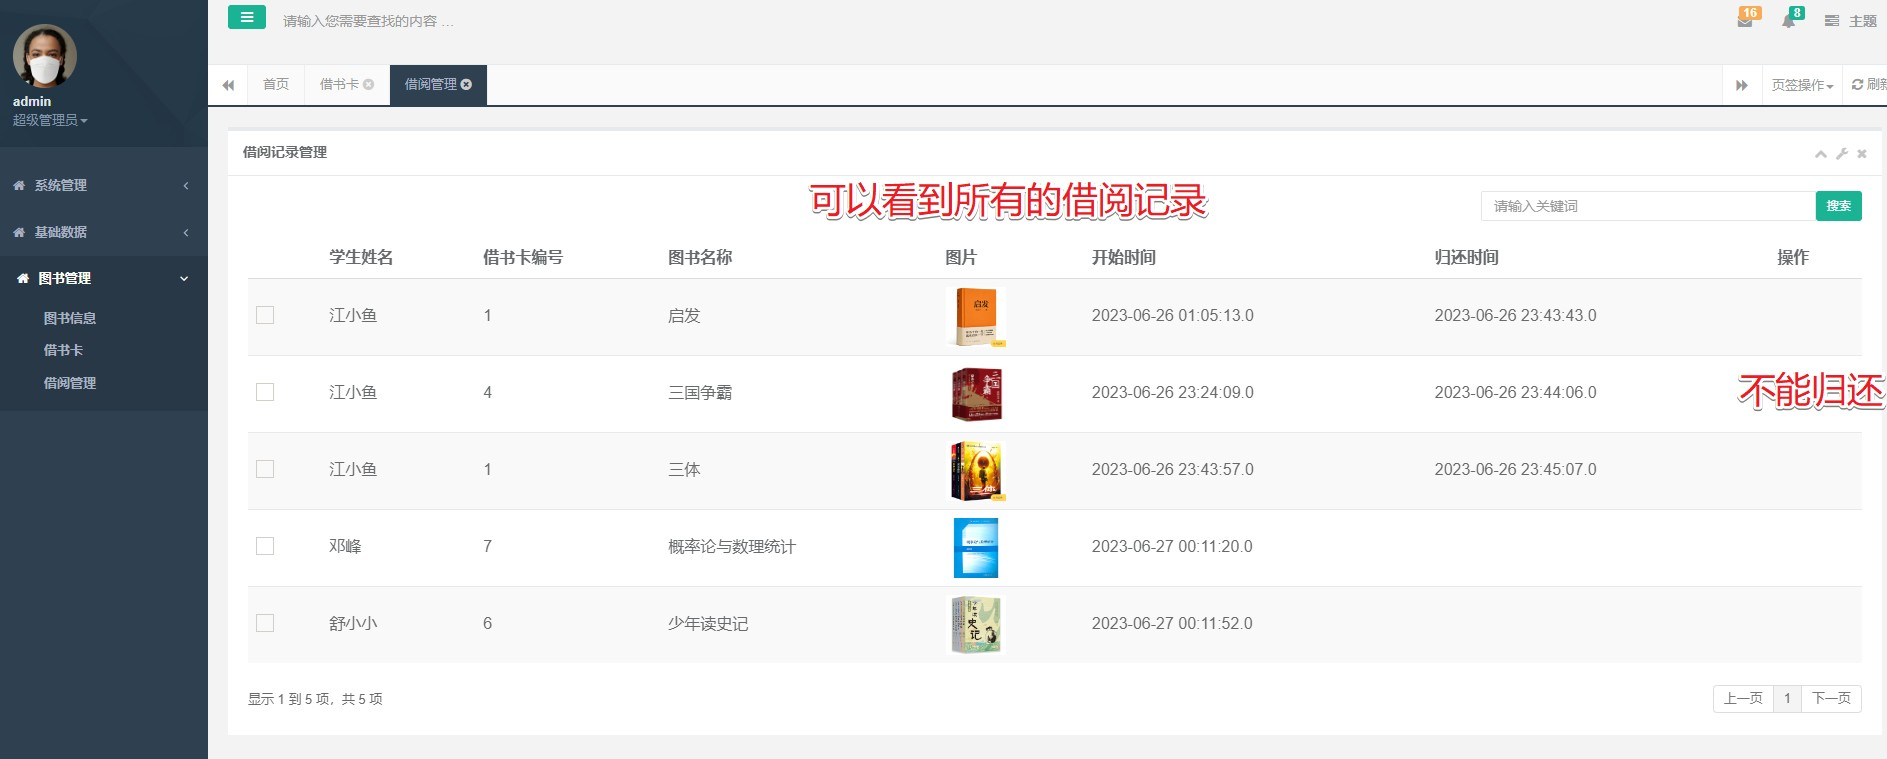 请输入您需要查找的内容 …
16
8
主题
admin
超级管理员
首页
借书卡
借阅管理
页签操作
刷新
系统管理
基础数据
图书管理
图书信息
借书卡
借阅管理
借阅记录管理
可以看到所有的借阅记录
请输入关键词
搜索
学生姓名 借书卡编号 图书名称 图片 开始时间 归还时间 操作
江小鱼 1 启发 启发 2023-06-26 01:05:13.0 2023-06-26 23:43:43.0
江小鱼 4 三国争霸 三国争霸 2023-06-26 23:24:09.0 2023-06-26 23:44:06.0
不能归还
江小鱼 1 三体 三体 2023-06-26 23:43:57.0 2023-06-26 23:45:07.0
邓峰 7 概率论与数理统计 2023-06-27 00:11:20.0
舒小小 6 少年读史记 少年读史记 2023-06-27 00:11:52.0
显示 1 到 5 项，共 5 项
上一页 1 下一页